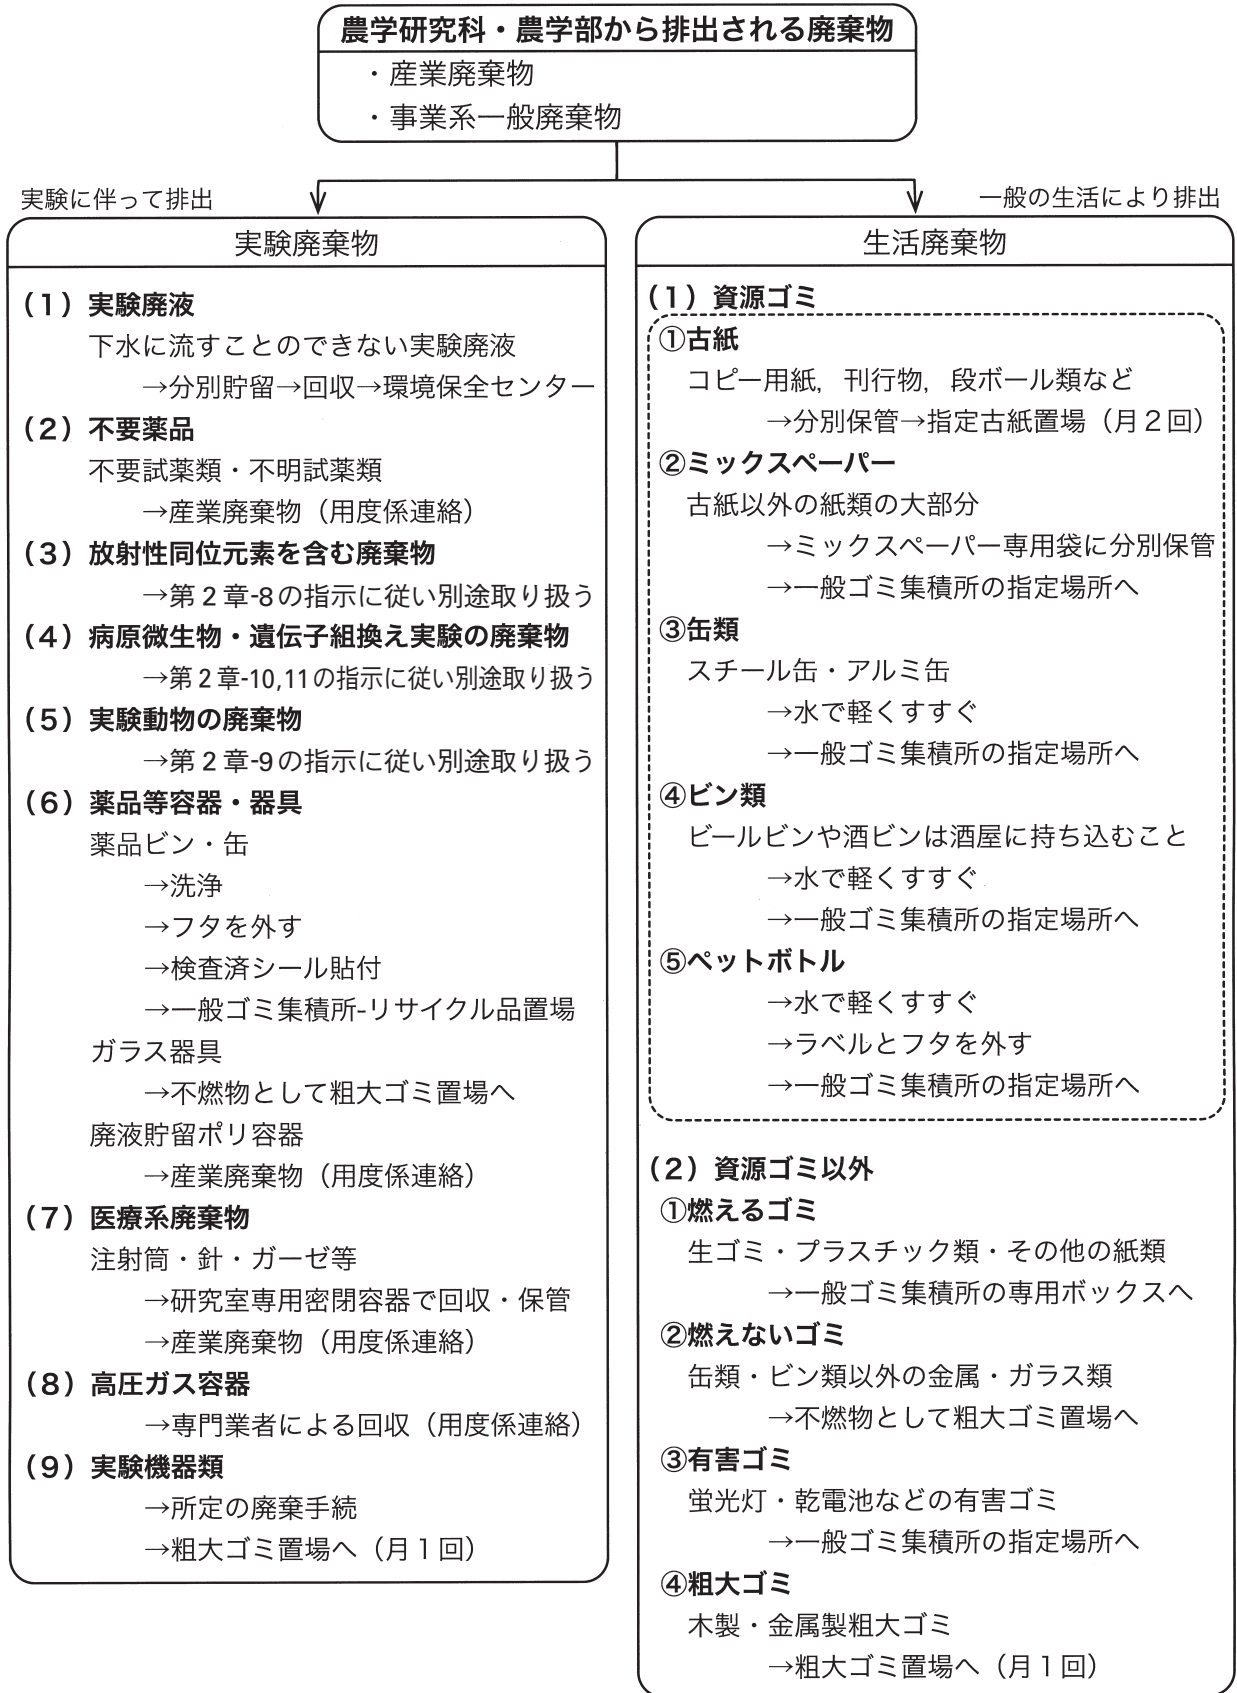 農学研究科・農学部から排出される廃棄物
・産業廃棄物
・事業系一般廃棄物
実験に伴って排出
実験廃棄物
（1）実験廃液
下水に流すことのできない実験廃液
→分別貯留→回収→環境保全センター
（2）不要薬品
不要試薬類・不明試薬類
→産業廃棄物（用度係連絡）
（3）放射性同位元素を含む廃棄物
→第２章-8の指示に従い別途取り扱う
（4）病原微生物・遺伝子組換え実験の廃棄物
→第２章-10,11の指示に従い別途取り扱う
（5）実験動物の廃棄物
→第２章-9の指示に従い別途取り扱う
（6）薬品等容器・器具
薬品ビン・缶
→洗浄
→フタを外す
→検査済シール貼付
→一般ゴミ集積所-リサイクル品置場
ガラス器具
→不燃物として粗大ゴミ置場へ
廃液貯留ポリ容器
→産業廃棄物（用度係連絡）
（7）医療系廃棄物
注射筒・針・ガーゼ等
→研究室専用密閉容器で回収・保管
→産業廃棄物（用度係連絡）
（8）高圧ガス容器
→専門業者による回収（用度係連絡）
（9）実験機器類
→所定の廃棄手続
→粗大ゴミ置場へ（月１回）
一般の生活により排出
生活廃棄物
（1）資源ゴミ
①古紙
コピー用紙，刊行物，段ボール類など
→分別保管→指定古紙置場（月２回）
②ミックスペーパー
古紙以外の紙類の大部分
→ミックスペーパー専用袋に分別保管
→一般ゴミ集積所の指定場所へ
③缶類
スチール缶・アルミ缶
→水で軽くすすぐ
→一般ゴミ集積所の指定場所へ
④ビン類
ビールビンや酒ビンは酒屋に持ち込むこと
→水で軽くすすぐ
→一般ゴミ集積所の指定場所へ
⑤ペットボトル
→水で軽くすすぐ
→ラベルとフタを外す
→一般ゴミ集積所の指定場所へ
（2）資源ゴミ以外
①燃えるゴミ
生ゴミ・プラスチック類・その他の紙類
→一般ゴミ集積所の専用ボックスへ
②燃えないゴミ
缶類・ビン類以外の金属・ガラス類
→不燃物として粗大ゴミ置場へ
③有害ゴミ
蛍光灯・乾電池などの有害ゴミ
→一般ゴミ集積所の指定場所へ
④粗大ゴミ
木製・金属製粗大ゴミ
→粗大ゴミ置場へ（月１回）